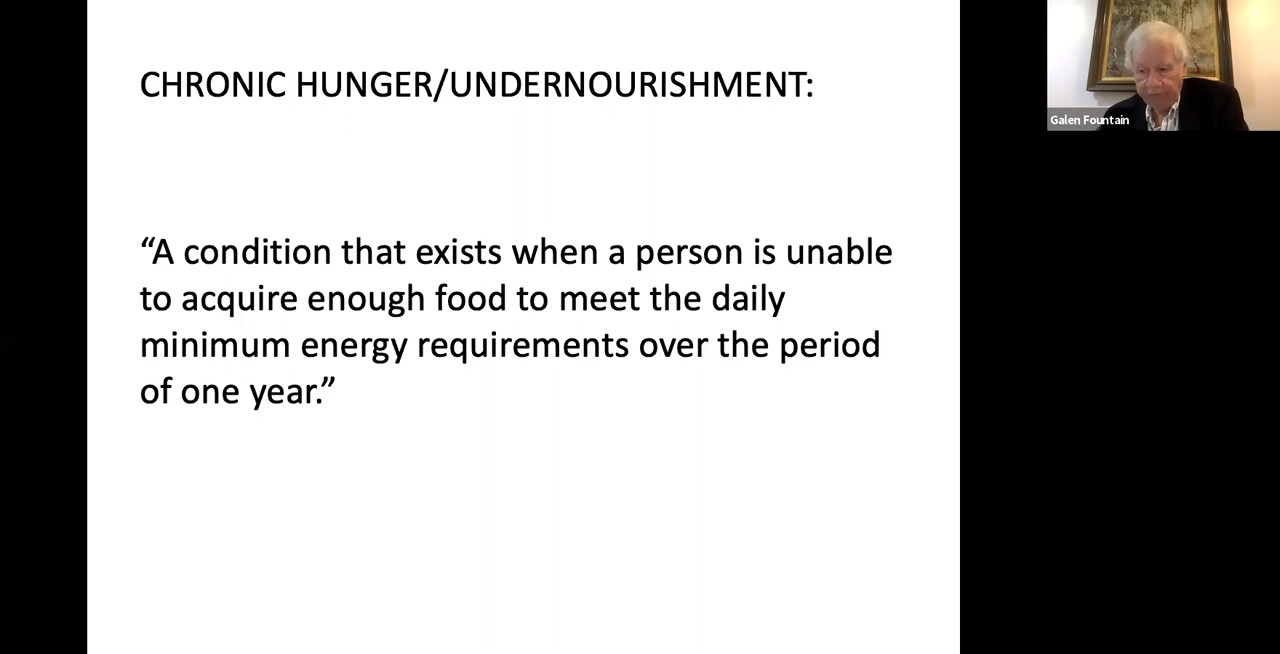 CHRONIC HUNGER/UNDERNOURISHMENT:
“A condition that exists when a person is unable
to acquire enough food to meet the daily
minimum energy requirements over the period
of one year.”
Galen Fountain